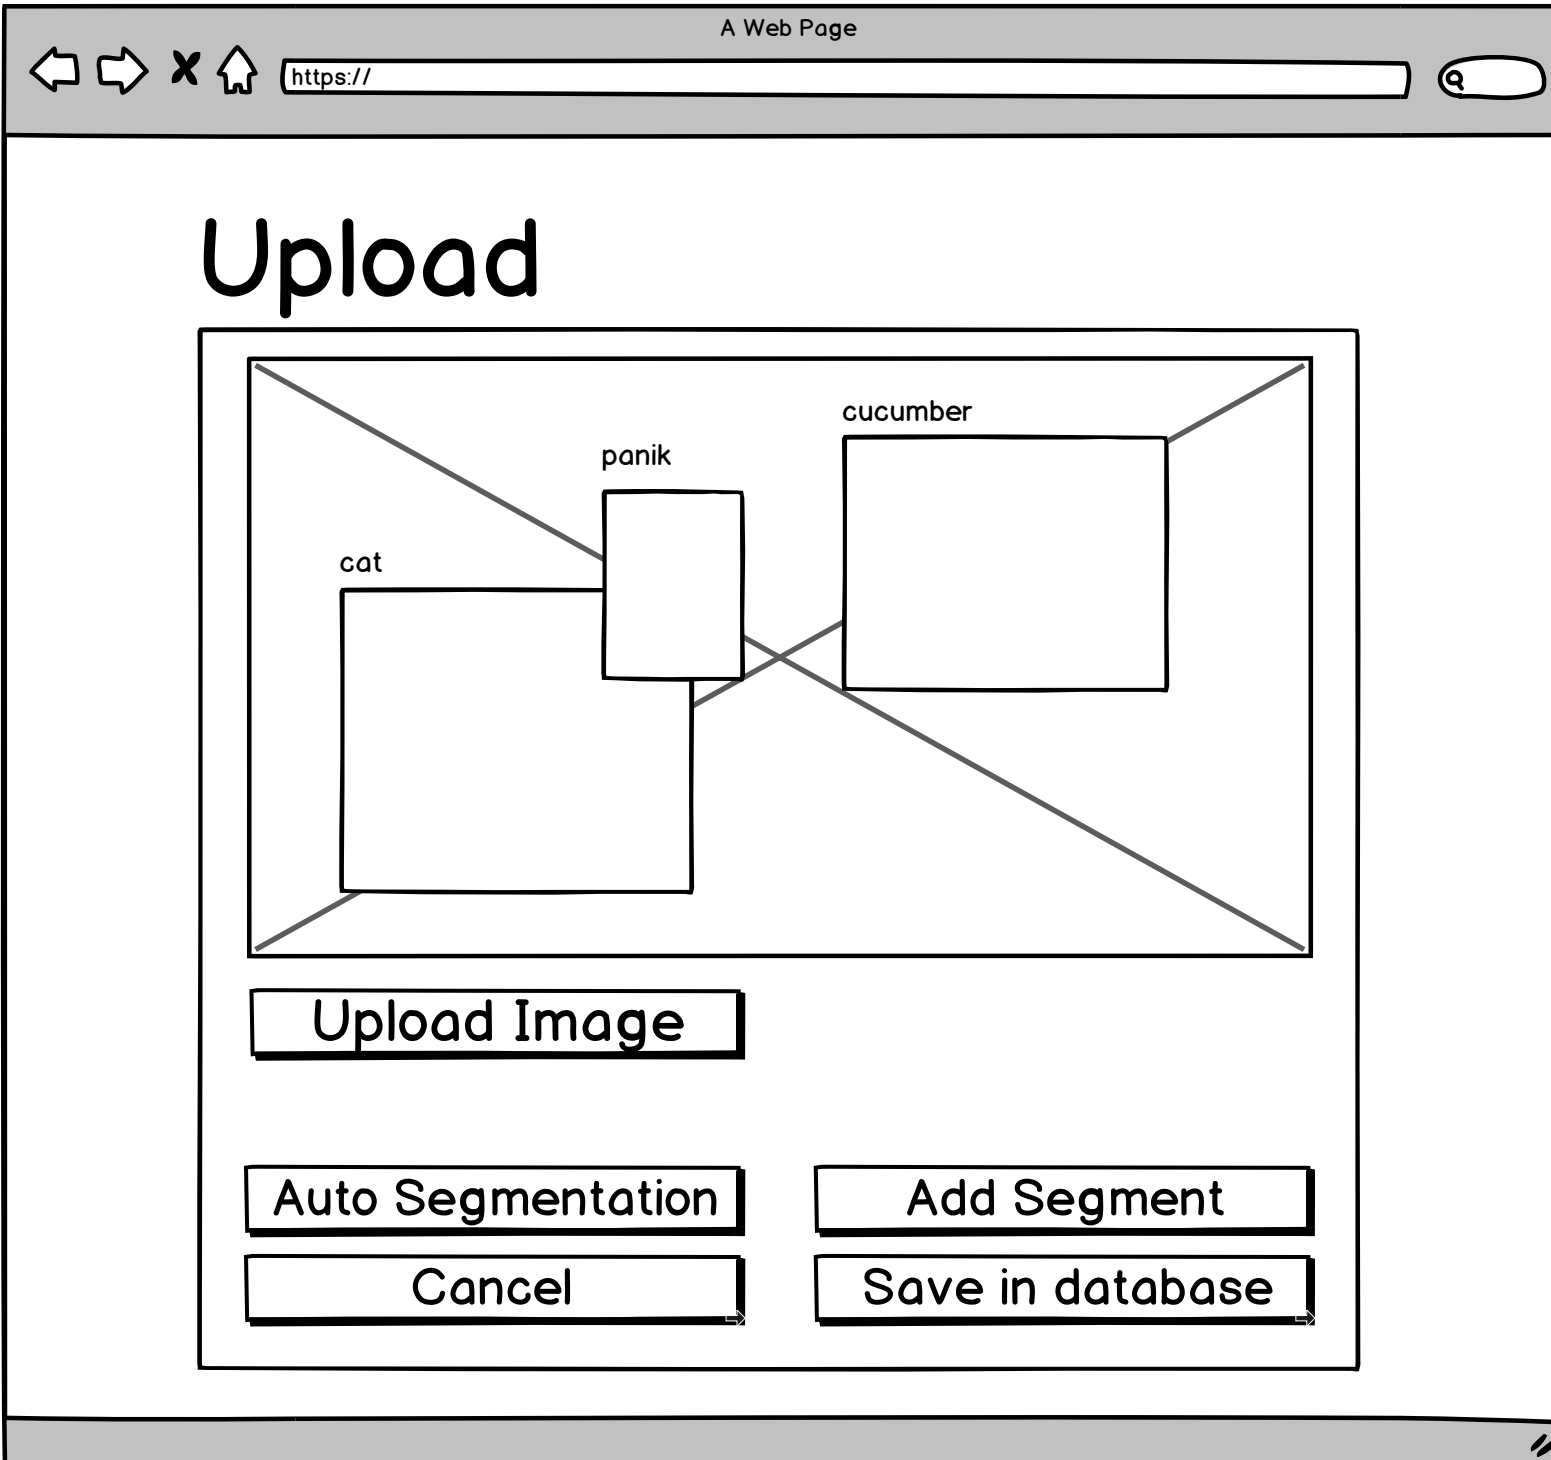 A Web Page
https://
Upload
cucumber
panik
cat
Upload Image
Auto Segmentation
Add Segment
Cancel
Save in database